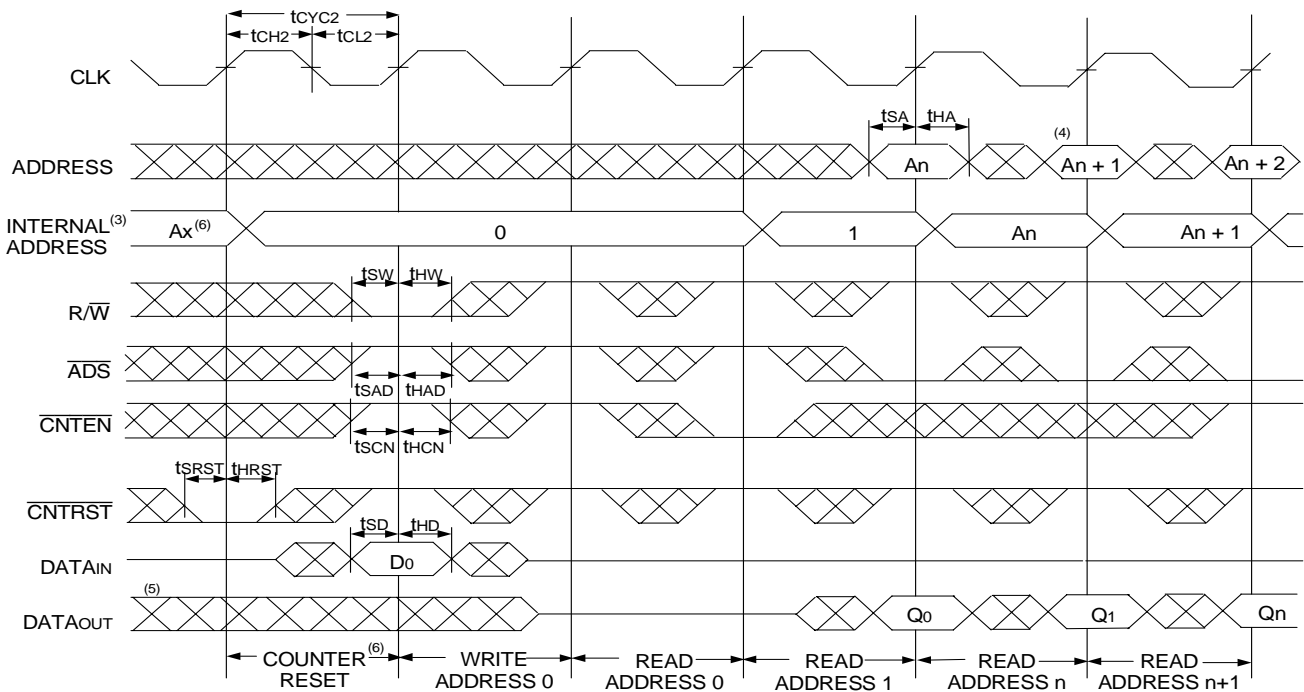 tCYC2
tCH2 tCL2
CLK
tSA tHA
(4)
ADDRESS An An + 1 An + 2
INTERNAL(3) ADDRESS Ax(6) 0 1 An An + 1
tSW tHW
R/W̅
A̅D̅S̅
tSAD tHAD
C̅N̅T̅E̅N̅
tSCN tHCN
tSRST tHRST
C̅N̅T̅R̅S̅T̅
tSD tHD
DATAIN D0
(5)
DATAOUT Q0 Q1 Qn
COUNTER(6) RESET
WRITE ADDRESS 0
READ ADDRESS 0
READ ADDRESS 1
READ ADDRESS n
READ ADDRESS n+1